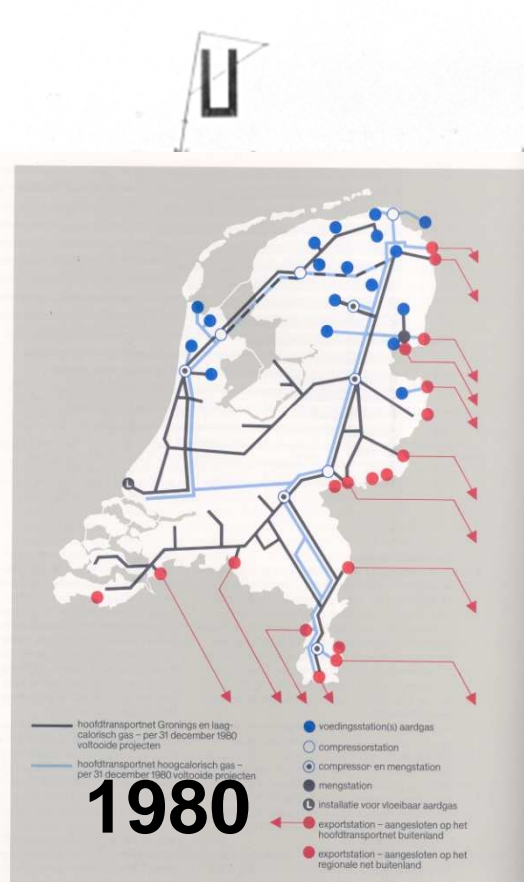 U
L
L
hoofdtransportnet Gronings en laag-
calorisch gas – per 31 december 1980
voltooide projecten
hoofdtransportnet hoogcalorisch gas –
per 31 december 1980 voltooide projecten
1980
voedingsstation(s) aardgas
compressorstation
compressor- en mengstation
mengstation
installatie voor vloeibaar aardgas
exportstation – aangesloten op het
hoofdtransportnet buitenland
exportstation – aangesloten op het
regionale net buitenland